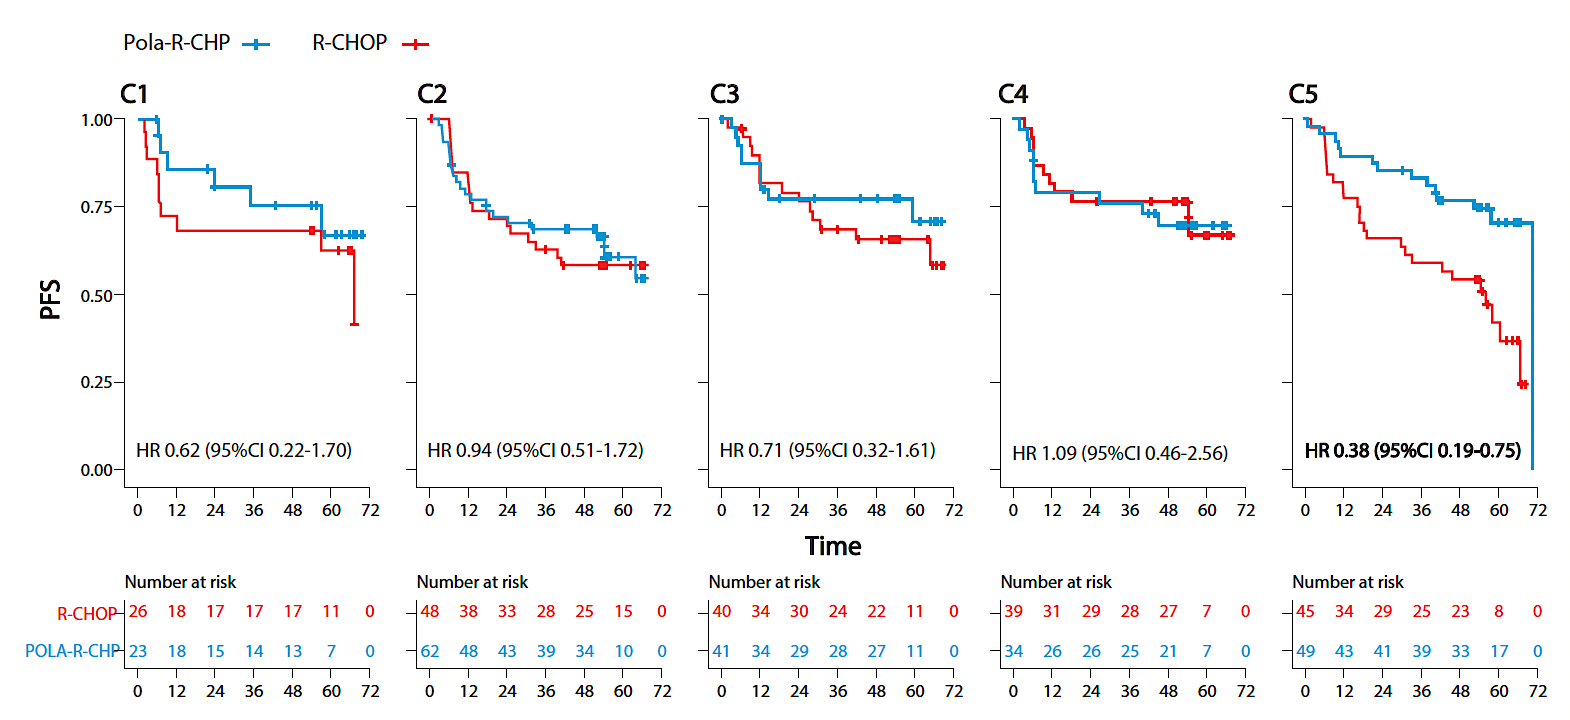 Pola-R-CHP R-CHOP
C1 C2 C3 C4 C5
1.00
0.75
0.50
0.25
0.00
PFS
HR 0.62 (95%CI 0.22-1.70) HR 0.94 (95%CI 0.51-1.72) HR 0.71 (95%CI 0.32-1.61) HR 1.09 (95%CI 0.46-2.56) HR 0.38 (95%CI 0.19-0.75)
0 12 24 36 48 60 72 0 12 24 36 48 60 72 0 12 24 36 48 60 72 0 12 24 36 48 60 72 0 12 24 36 48 60 72
Time
Number at risk Number at risk Number at risk Number at risk Number at risk
R-CHOP 26 18 17 17 17 11 0 48 38 33 28 25 15 0 40 34 30 24 22 11 0 39 31 29 28 27 7 0 45 34 29 25 23 8 0
POLA-R-CHP 23 18 15 14 13 7 0 62 48 43 39 34 10 0 41 34 29 28 27 11 0 34 26 26 25 21 7 0 49 43 41 39 33 17 0
0 12 24 36 48 60 72 0 12 24 36 48 60 72 0 12 24 36 48 60 72 0 12 24 36 48 60 72 0 12 24 36 48 60 72